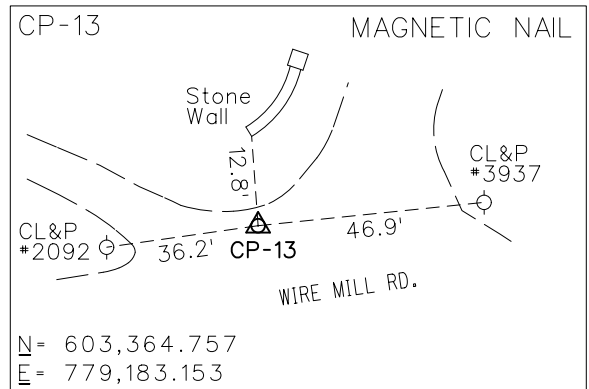 CP-13 MAGNETIC NAIL
Stone
Wall
12.8'
CL&P
#3937
CL&P
#2092
36.2'
CP-13
46.9'
WIRE MILL RD.
N= 603,364.757
E= 779,183.153